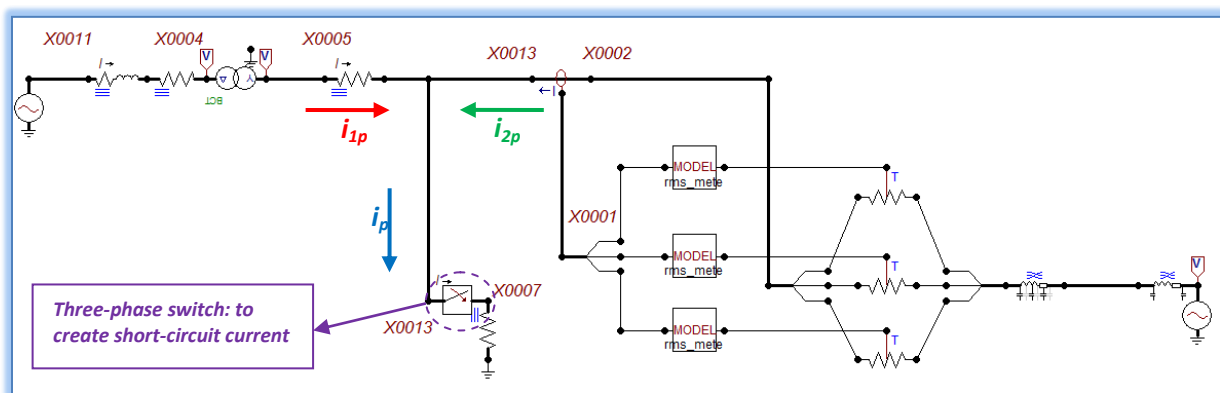 X0011
X0004
X0005
X0013
X0002
I
V
V
I
I
BCT
i1p
i2p
MODEL
rms_mete
T
X0001
ip
MODEL
rms_mete
T
V
I
X0007
Three-phase switch: to
create short-circuit current
X0013
MODEL
rms_mete
T